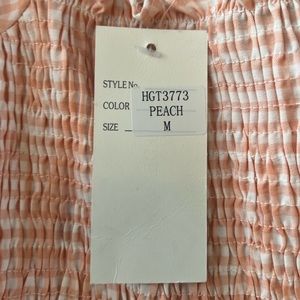 STYLE No.
HGT3773
COLOR PEACH
SIZE M